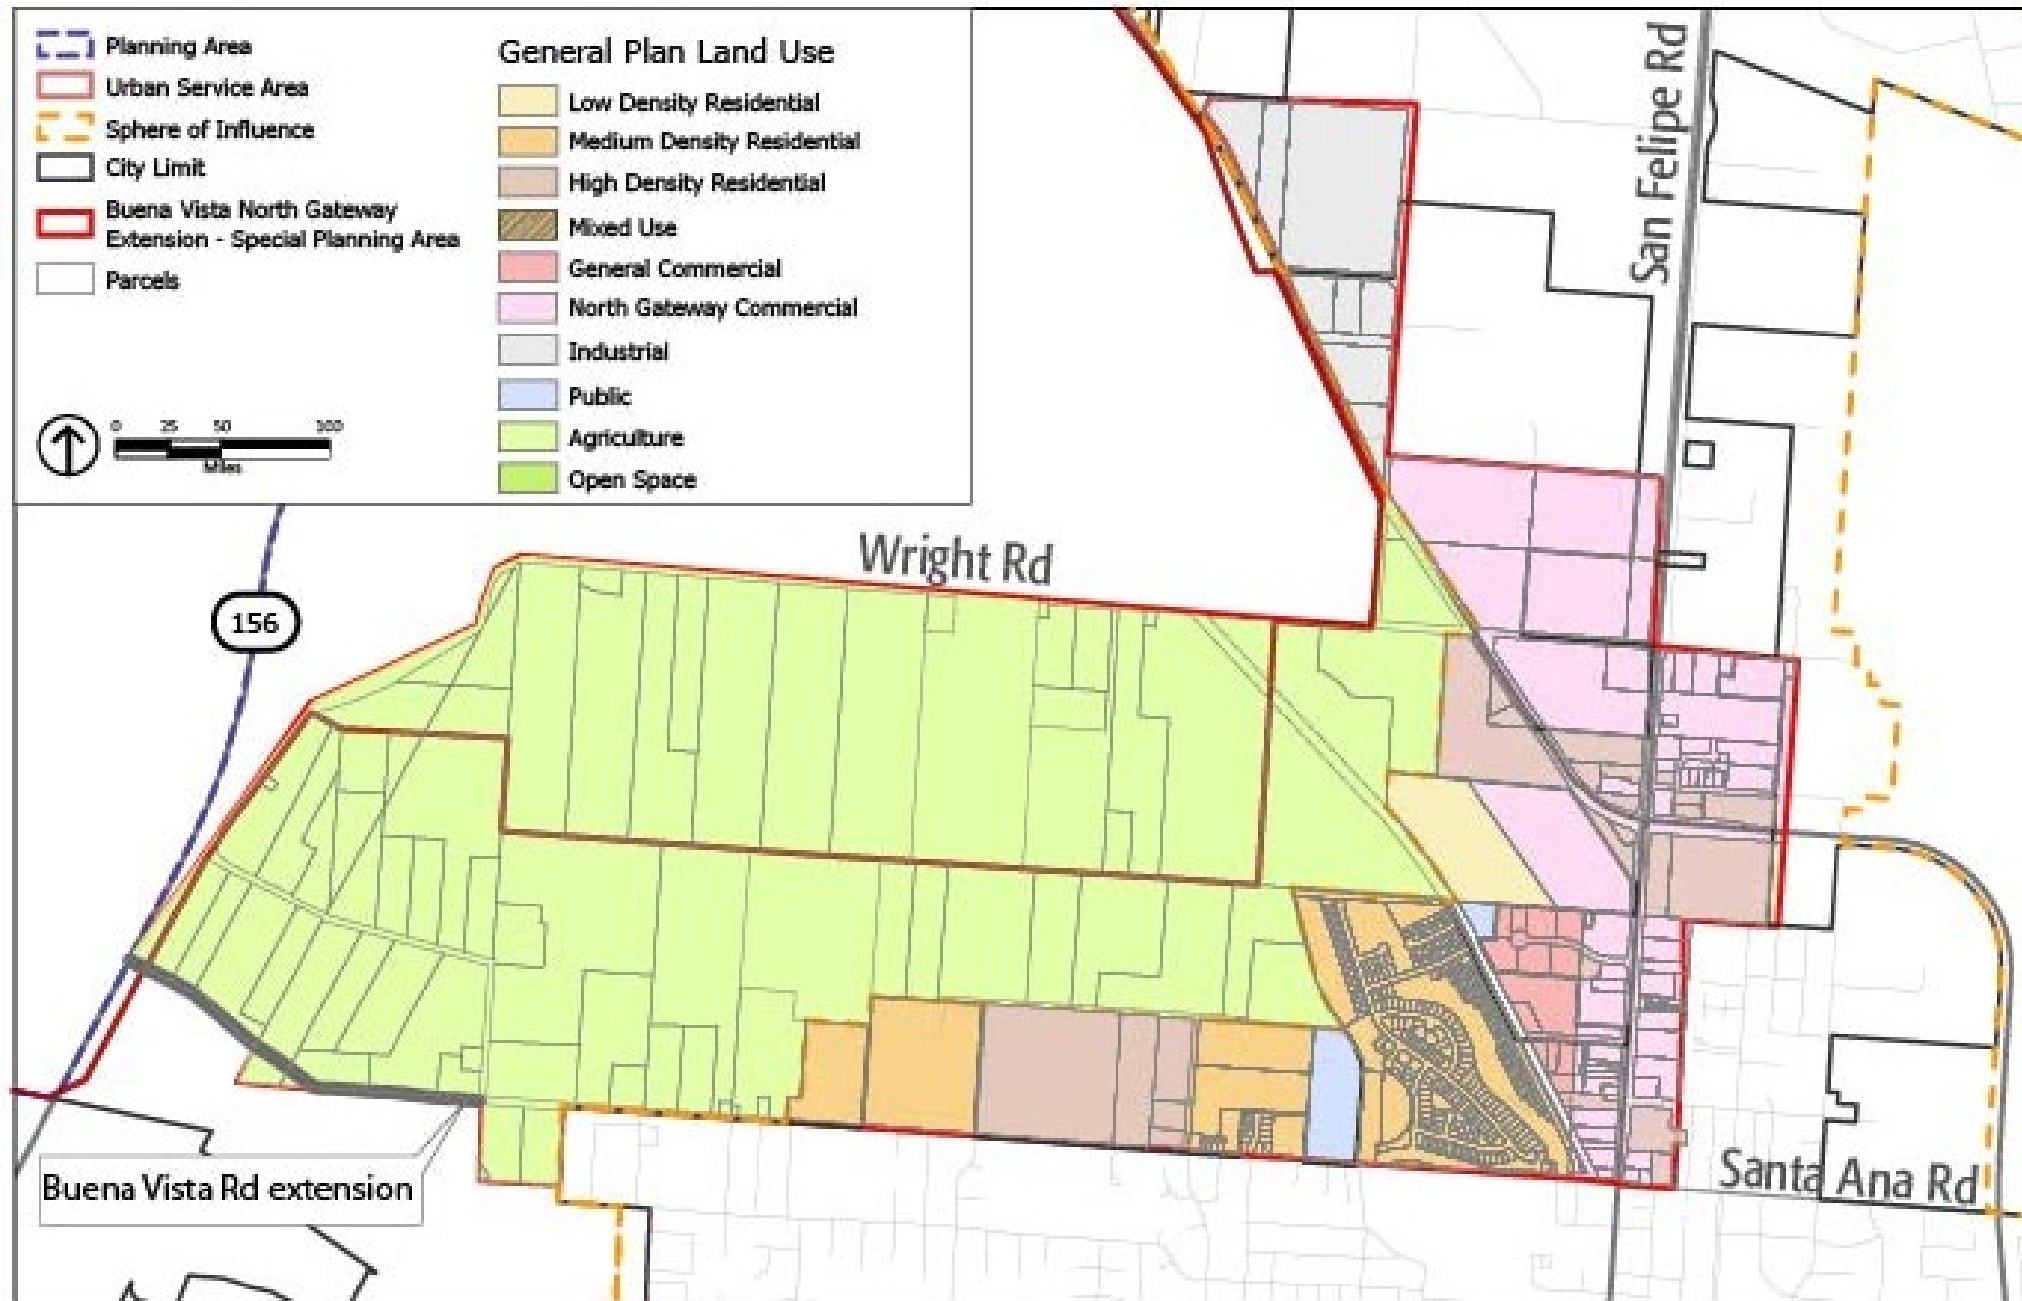 Planning Area
Urban Service Area
Sphere of Influence
City Limit
Buena Vista North Gateway
Extension - Special Planning Area
Parcels
0 25 50 100
Miles
General Plan Land Use
Low Density Residential
Medium Density Residential
High Density Residential
Mixed Use
General Commercial
North Gateway Commercial
Industrial
Public
Agriculture
Open Space
San Felipe Rd
Wright Rd
156
Buena Vista Rd extension
Santa Ana Rd